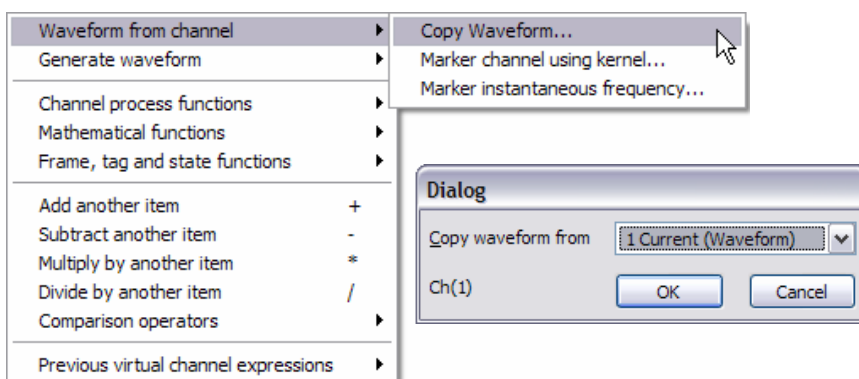 Waveform from channel
Generate waveform
Channel process functions
Mathematical functions
Frame, tag and state functions
Add another item +
Subtract another item -
Multiply by another item *
Divide by another item /
Comparison operators
Previous virtual channel expressions
Copy Waveform...
Marker channel using kernel...
Marker instantaneous frequency...
Dialog
Copy waveform from 1 Current (Waveform)
Ch(1) OK Cancel